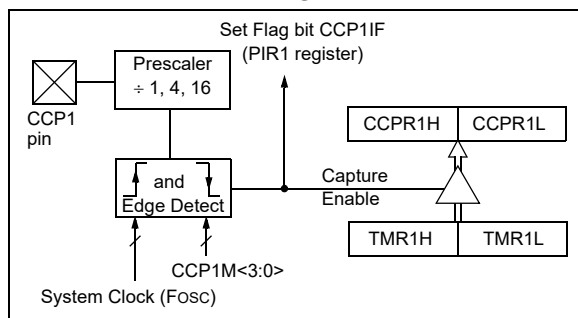 Set Flag bit CCP1IF
(PIR1 register)
Prescaler
÷ 1, 4, 16
CCP1
pin
CCPR1H CCPR1L
and
Edge Detect
Capture
Enable
TMR1H TMR1L
CCP1M<3:0>
System Clock (FOSC)